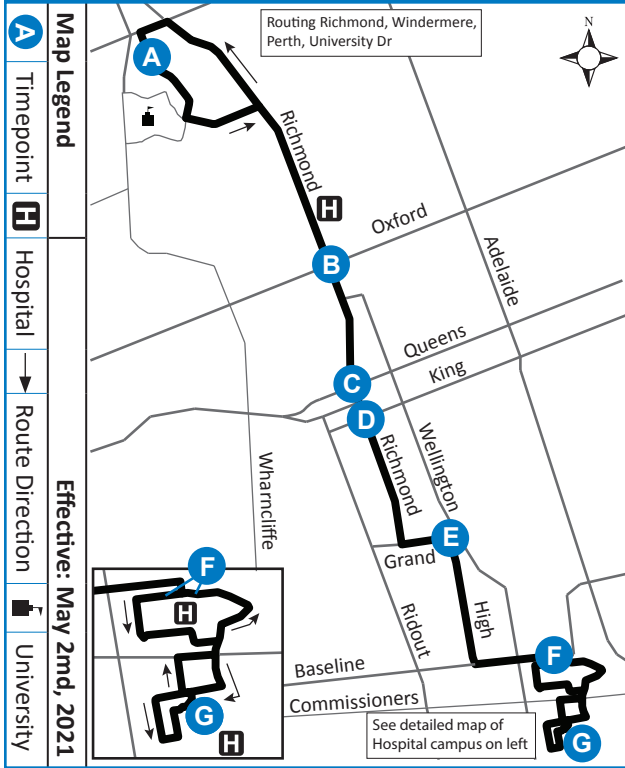 Routing Richmond, Windermere,
Perth, University Dr
N
A
Richmond
H
Oxford
Adelaide
B
Queens
King
C
D
Richmond
Wellington
Wharncliffe
E
Grand
High
Ridout
F
Baseline
Commissioners
G
See detailed map of
Hospital campus on left
F
H
G
H
Map Legend
Effective: May 2nd, 2021
A Timepoint
H Hospital
Route Direction
University